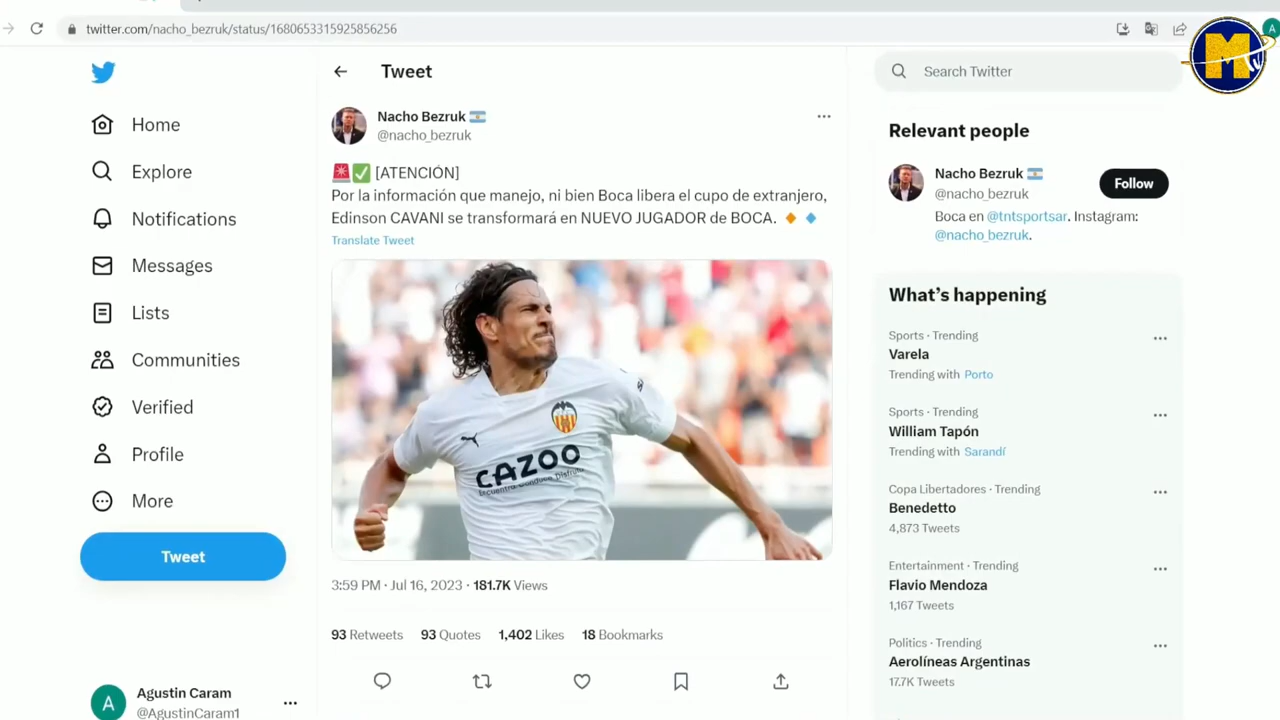 twitter.com/nacho_bezruk/status/1680653315925856256
A
M
tv
Home
Explore
Notifications
Messages
Lists
Communities
Verified
Profile
More
Tweet
Agustin Caram
@AgustinCaram1
A
Tweet
Nacho Bezruk
@nacho_bezruk
[ATENCIÓN]
Por la información que manejo, ni bien Boca libera el cupo de extranjero,
Edinson CAVANI se transformará en NUEVO JUGADOR de BOCA.
Translate Tweet
CAZOO
Encuentra. Conduce. Disfruta.
3:59 PM · Jul 16, 2023 · 181.7K Views
93 Retweets 93 Quotes 1,402 Likes 18 Bookmarks
Search Twitter
Relevant people
Nacho Bezruk
@nacho_bezruk
Follow
Boca en @tntsportsar. Instagram:
@nacho_bezruk.
What's happening
Sports · Trending
Varela
Trending with Porto
Sports · Trending
William Tapón
Trending with Sarandí
Copa Libertadores · Trending
Benedetto
4,873 Tweets
Entertainment · Trending
Flavio Mendoza
1,167 Tweets
Politics · Trending
Aerolíneas Argentinas
17.7K Tweets